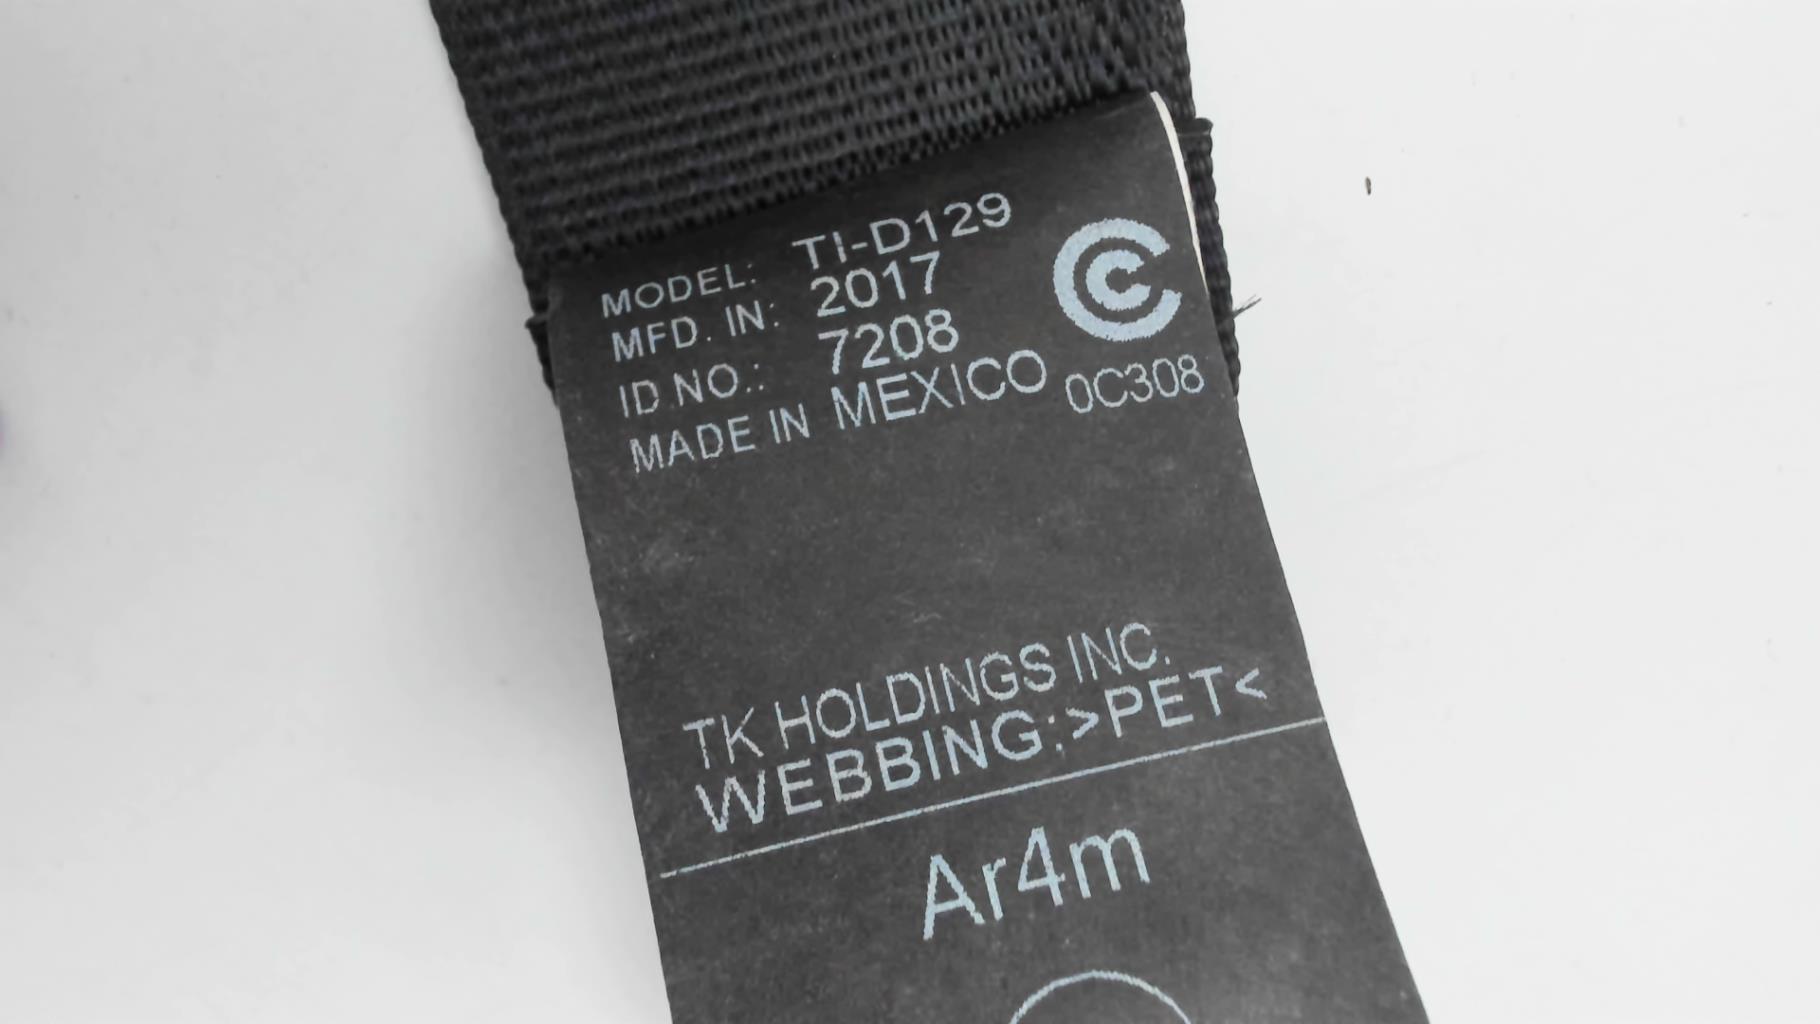 MODEL: TI-D129
MFD. IN: 2017
ID NO.: 7208
MADE IN MEXICO
0C308
TK HOLDINGS INC.
WEBBING:>PET<
Ar4m